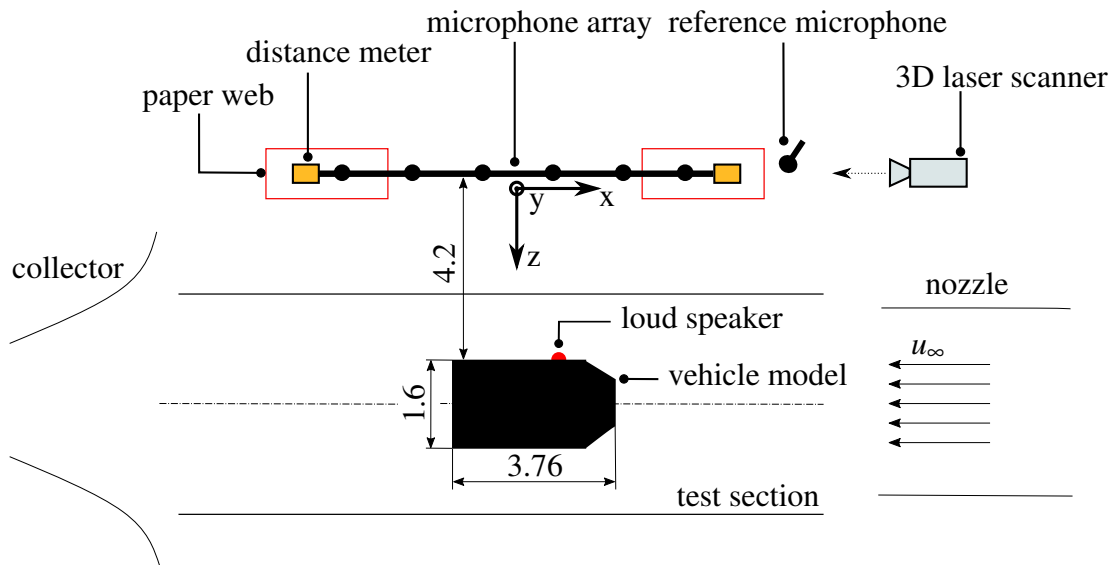 microphone array
reference microphone
distance meter
3D laser scanner
paper web
y
x
z
4.2
collector
nozzle
loud speaker
u∞
vehicle model
1.6
3.76
test section